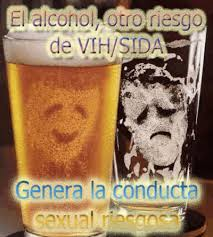 El alcohol, otro riesgo
de VIH/SIDA
Genera la conducta
sexual riesgosa